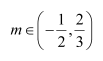 m ∈ (-1/2, 2/3)